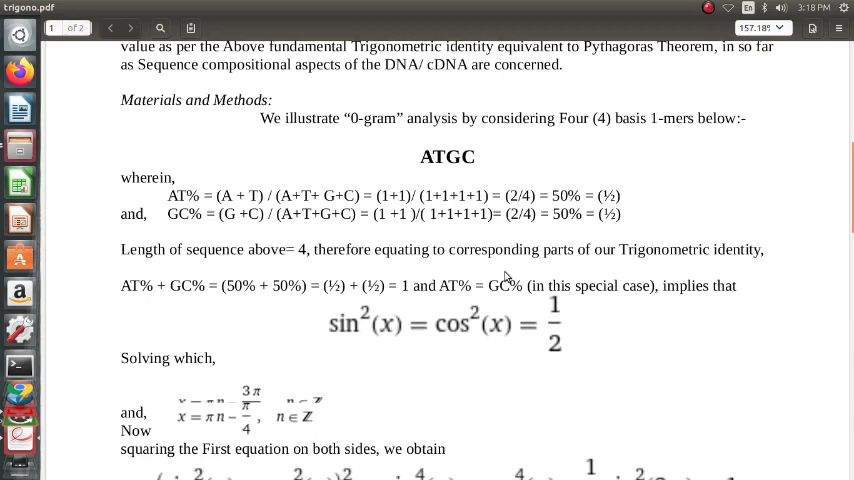 trigono.pdf
En
3:18 PM
1 of 2
157.18%
value as per the Above fundamental Trigonometric identity equivalent to Pythagoras Theorem, in so far
as Sequence compositional aspects of the DNA/ cDNA are concerned.
Materials and Methods:
We illustrate “0-gram” analysis by considering Four (4) basis 1-mers below:-
ATGC
wherein,
AT% = (A + T) / (A+T+ G+C) = (1+1)/ (1+1+1+1) = (2/4) = 50% = (½)
and, GC% = (G +C) / (A+T+G+C) = (1 +1 )/( 1+1+1+1)= (2/4) = 50% = (½)
Length of sequence above= 4, therefore equating to corresponding parts of our Trigonometric identity,
AT% + GC% = (50% + 50%) = (½) + (½) = 1 and AT% = GC% (in this special case), implies that
sin²(x) = cos²(x) = 1/2
Solving which,
3π
and, x = πn − π/4 , n ∈ ℤ
Now
squaring the First equation on both sides, we obtain